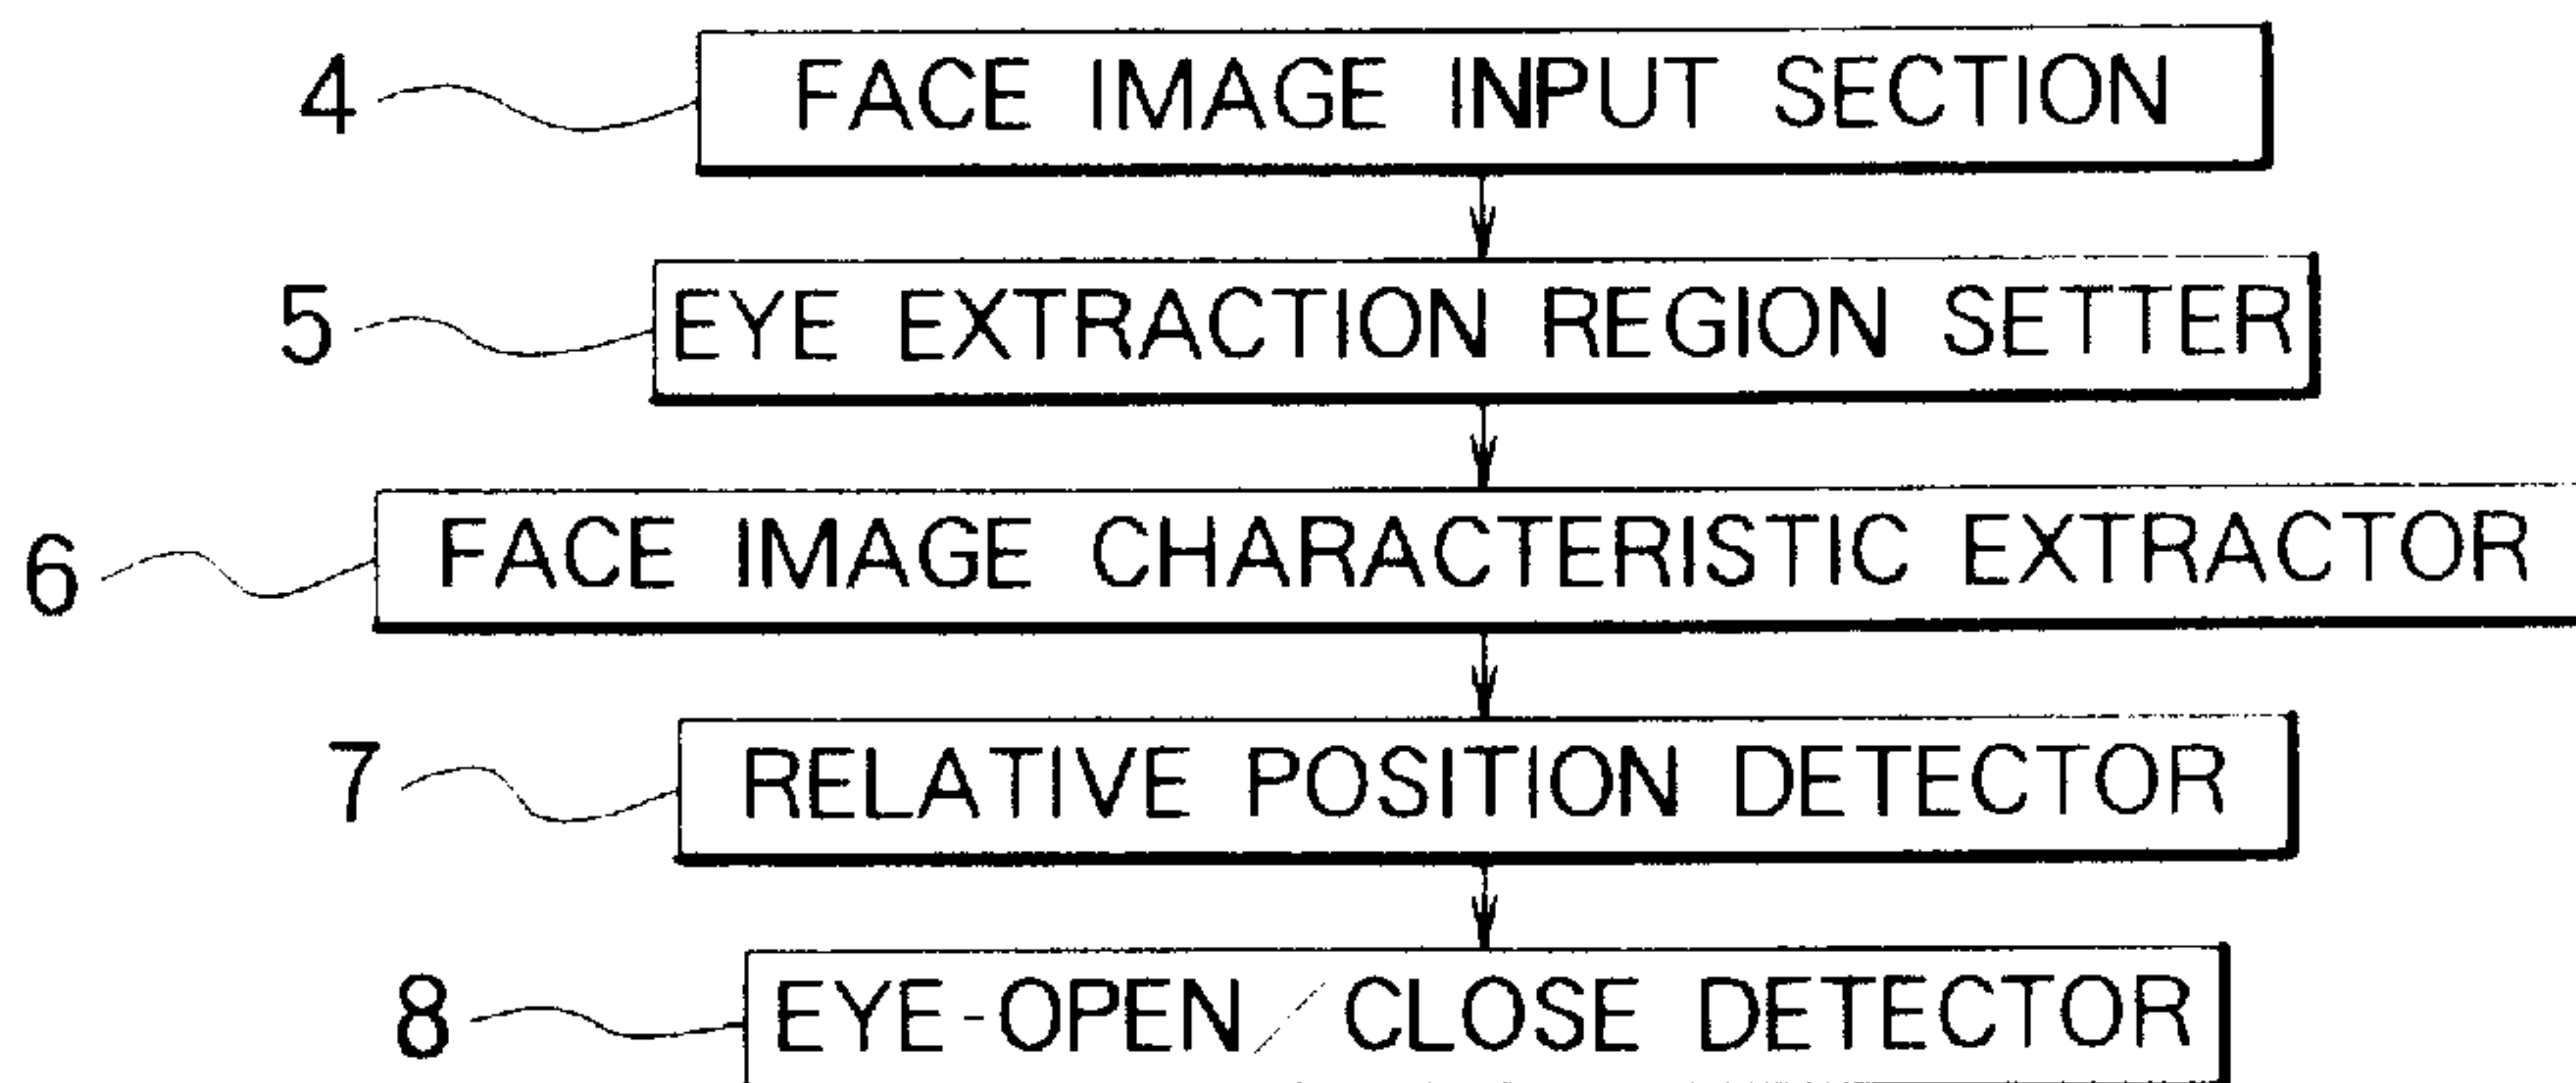 4 FACE IMAGE INPUT SECTION
5 EYE EXTRACTION REGION SETTER
6 FACE IMAGE CHARACTERISTIC EXTRACTOR
7 RELATIVE POSITION DETECTOR
8 EYE-OPEN/CLOSE DETECTOR